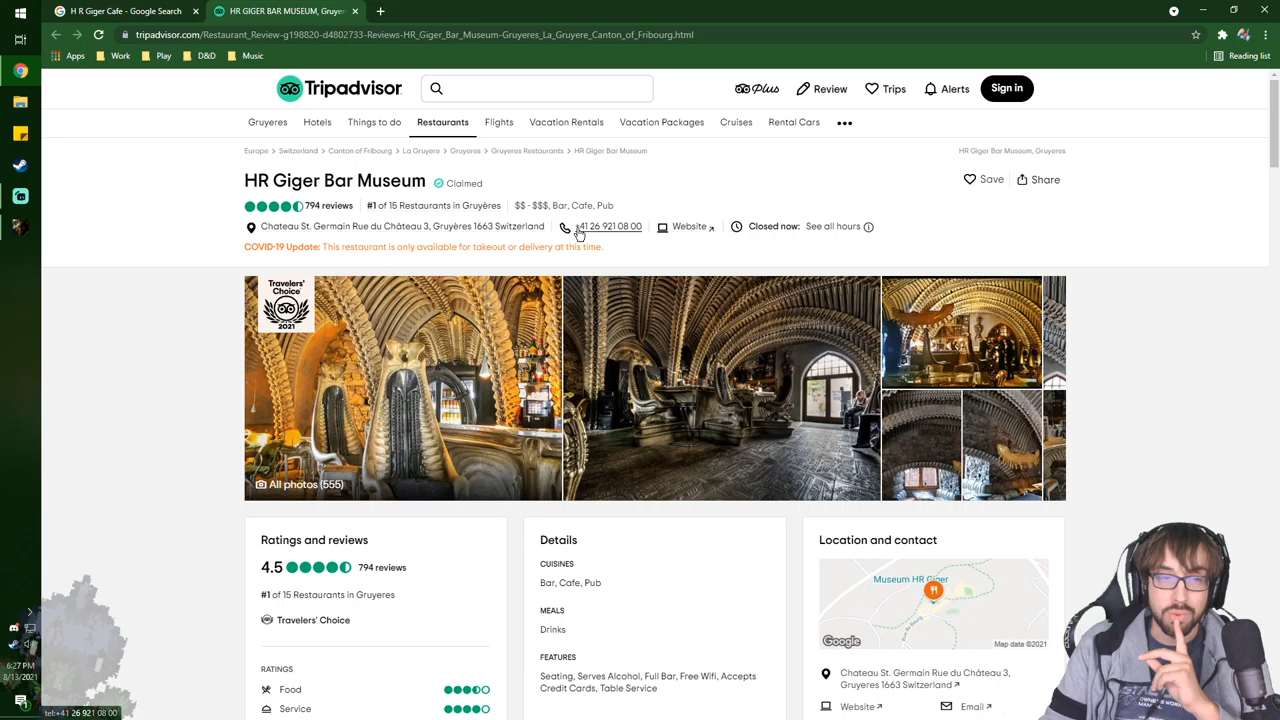 Google Search - Google Search
HR GIGER BAR MUSEUM, Gruyeres
tripadvisor.com/Restaurant_Review-g198820-d4802733-Reviews-HR_Giger_Bar_Museum-Gruyeres_La_Gruyere_Canton_of_Fribourg.html
Apps Work Play D&D Music Reading list
Tripadvisor Plus Review Trips Alerts Sign in
Gruyeres Hotels Things to do Restaurants Flights Vacation Rentals Vacation Packages Cruises Rental Cars
Europe > Switzerland > Canton of Fribourg > La Gruyere > Gruyeres > Gruyeres Restaurants > HR Giger Bar Museum HR Giger Bar Museum, Gruyeres
HR Giger Bar Museum Claimed Save Share
794 reviews #1 of 15 Restaurants in Gruyères $$ - $$$, Bar, Cafe, Pub
Chateau St. Germain Rue du Château 3, Gruyères 1663 Switzerland +41 26 921 08 00 Website Closed now: See all hours
COVID-19 Update: This restaurant is only available for takeout or delivery at this time.
Travelers'
Choice
2021
All photos (555)
Ratings and reviews
4.5 794 reviews
#1 of 15 Restaurants in Gruyeres
Travelers' Choice
RATINGS
Food
Service
Details
CUISINES
Bar, Cafe, Pub
MEALS
Drinks
FEATURES
Seating, Serves Alcohol, Full Bar, Free Wifi, Accepts
Credit Cards, Table Service
Location and contact
Museum HR Giger
Google Map data ©2021
Chateau St. Germain Rue du Château 3,
Gruyeres 1663 Switzerland
Website Email
6:27 PM
8/13/2021
tel:+41 26 921 08 00